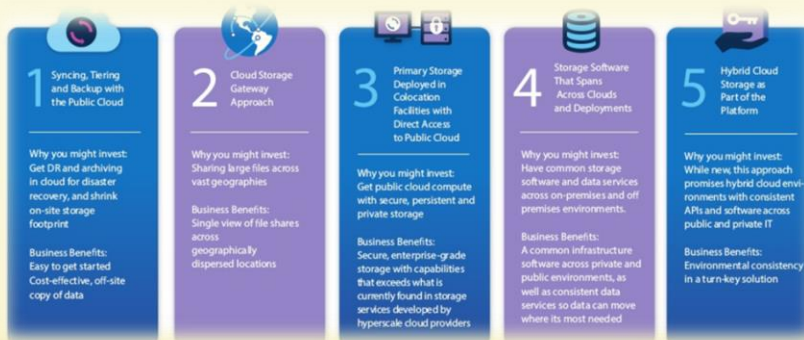 1
Syncing, Tiering
and Backup with
the Public Cloud
Why you might invest:
Get DR and archiving
in cloud for disaster
recovery, and shrink
on-site storage
footprint
Business Benefits:
Easy to get started
Cost-effective, off-site
copy of data
2
Cloud Storage
Gateway
Approach
Why you might invest:
Sharing large files across
vast geographies
Business Benefits:
Single view of file shares
across
geographically
dispersed locations
3
Primary Storage
Deployed in
Colocation
Facilities with
Direct Access
to Public Cloud
Why you might invest:
Get public cloud compute
with secure, persistent and
private storage
Business Benefits:
Secure, enterprise-grade
storage with capabilities
that exceeds what is
currently found in storage
services developed by
hyperscale cloud providers
4
Storage Software
That Spans
Across Clouds
and Deployments
Why you might invest:
Have common storage
software and data services
across on-premises and off
premises environments.
Business Benefits:
A common infrastructure
software across private and
public environments, as
well as consistent data
services so data can move
where its most needed
5
Hybrid Cloud
Storage as
Part of the
Platform
Why you might invest:
While new, this approach
promises hybrid cloud envi-
ronments with consistent
APIs and software across
public and private IT
Business Benefits:
Environmental consistency
in a turn-key solution